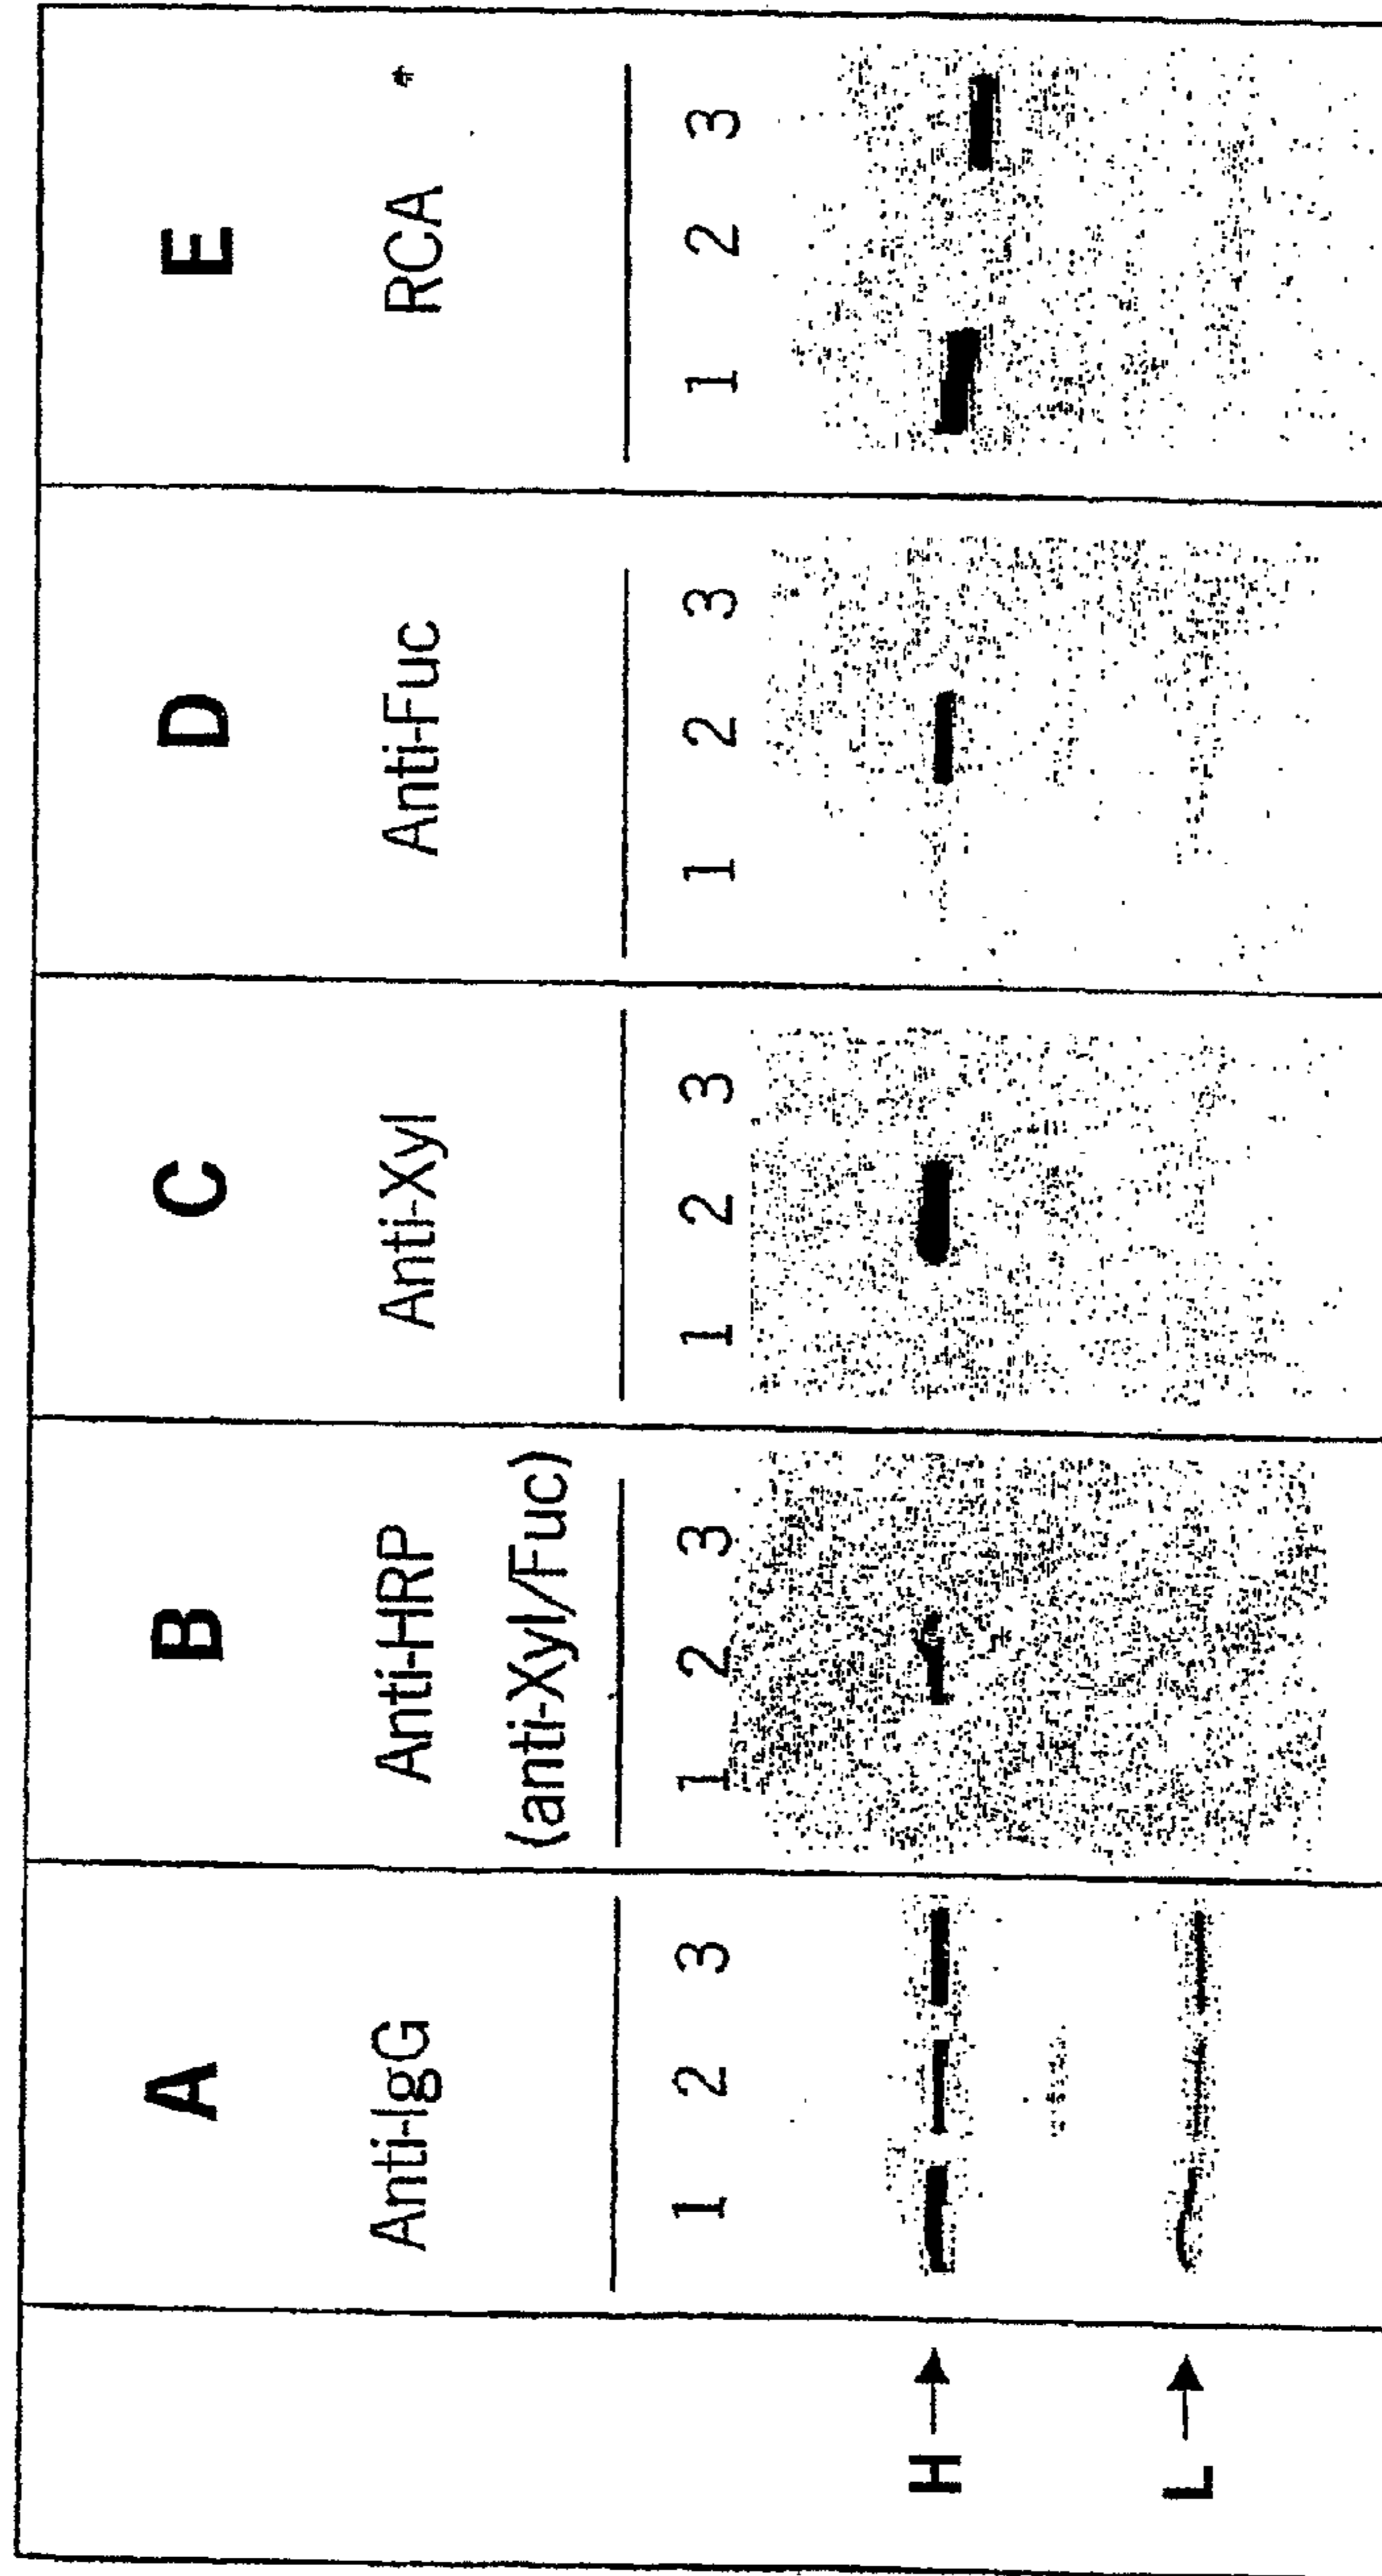 A B C D E
Anti-IgG Anti-HRP Anti-Xyl Anti-Fuc RCA *
(anti-Xyl/Fuc)
1 2 3 1 2 3 1 2 3 1 2 3 1 2 3
H →
L →